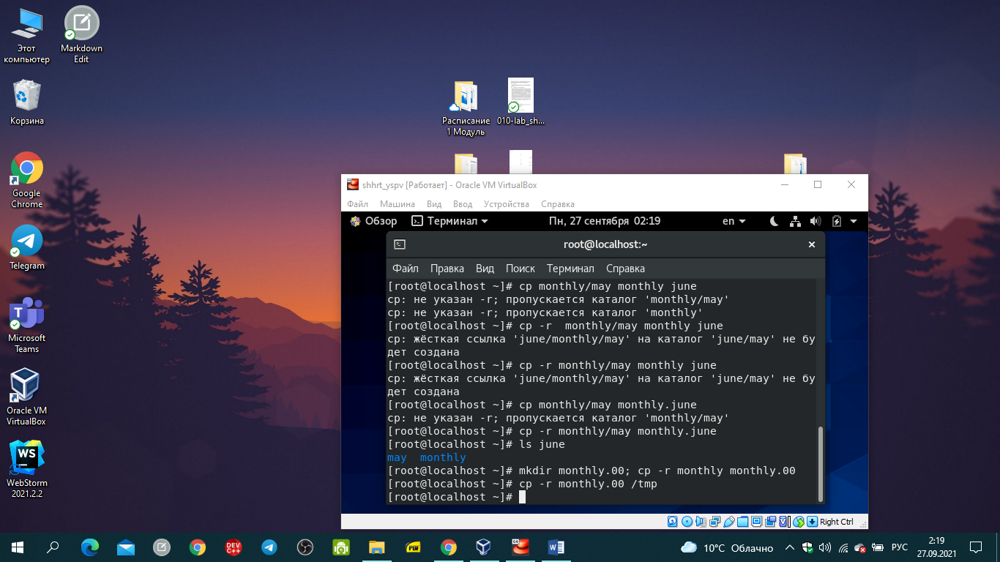 Этот
компьютер
Markdown
Edit
Корзина
Расписание
1 Модуль
010-lab_sh...
Google
Chrome
Telegram
Microsoft
Teams
Oracle VM
VirtualBox
WS
WebStorm
2021.2.2
shhrt_yspv [Работает] - Oracle VM VirtualBox
Файл Машина Вид Ввод Устройства Справка
Обзор Терминал Пн, 27 сентября 02:19 en
root@localhost:~
Файл Правка Вид Поиск Терминал Справка
[root@localhost ~]# cp monthly/may monthly june
cp: не указан -r; пропускается каталог 'monthly/may'
cp: не указан -r; пропускается каталог 'monthly'
[root@localhost ~]# cp -r  monthly/may monthly june
cp: жёсткая ссылка 'june/monthly/may' на каталог 'june/may' не бу
дет создана
[root@localhost ~]# cp -r monthly/may monthly june
cp: жёсткая ссылка 'june/monthly/may' на каталог 'june/may' не бу
дет создана
[root@localhost ~]# cp monthly/may monthly.june
cp: не указан -r; пропускается каталог 'monthly/may'
[root@localhost ~]# cp -r monthly/may monthly.june
[root@localhost ~]# ls june
may  monthly
[root@localhost ~]# mkdir monthly.00; cp -r monthly monthly.00
[root@localhost ~]# cp -r monthly.00 /tmp
[root@localhost ~]#
Right Ctrl
DEV C++
PDF
10°C Облачно
РУС
2:19
27.09.2021